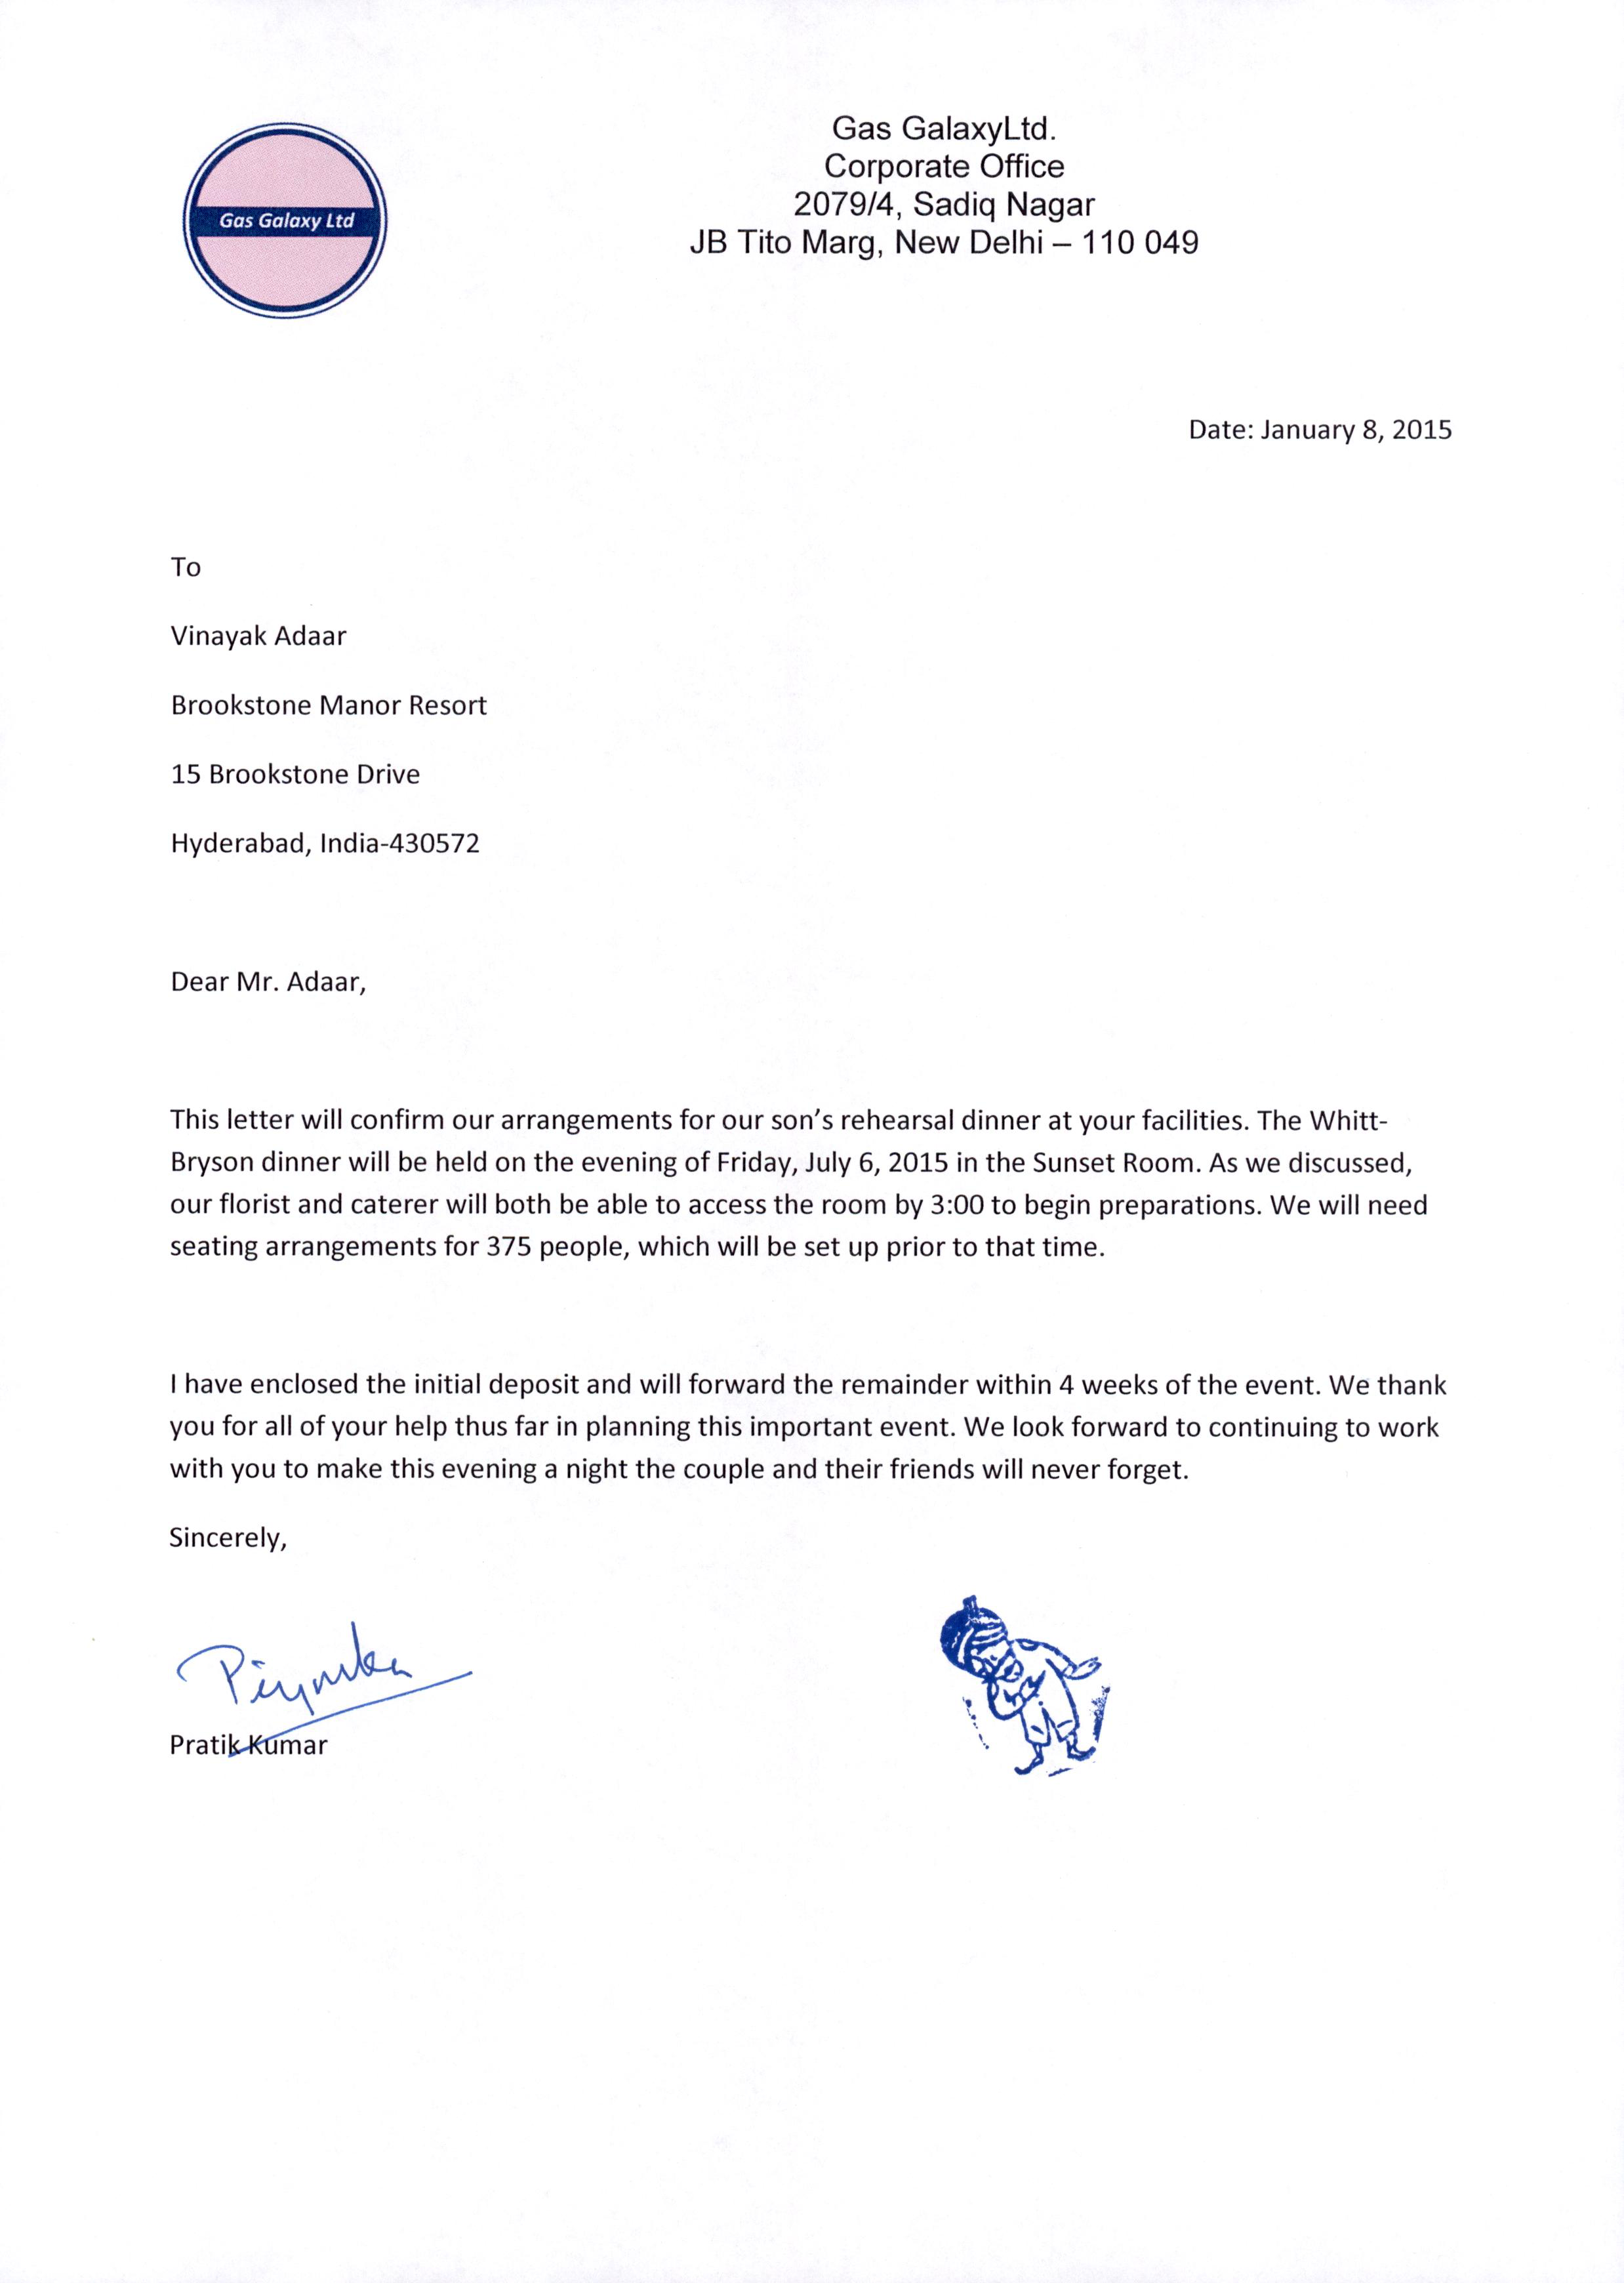 Gas Galaxy Ltd
Gas GalaxyLtd.
Corporate Office
2079/4, Sadiq Nagar
JB Tito Marg, New Delhi – 110 049
Date: January 8, 2015
To
Vinayak Adaar
Brookstone Manor Resort
15 Brookstone Drive
Hyderabad, India-430572
Dear Mr. Adaar,
This letter will confirm our arrangements for our son’s rehearsal dinner at your facilities. The Whitt-
Bryson dinner will be held on the evening of Friday, July 6, 2015 in the Sunset Room. As we discussed,
our florist and caterer will both be able to access the room by 3:00 to begin preparations. We will need
seating arrangements for 375 people, which will be set up prior to that time.
I have enclosed the initial deposit and will forward the remainder within 4 weeks of the event. We thank
you for all of your help thus far in planning this important event. We look forward to continuing to work
with you to make this evening a night the couple and their friends will never forget.
Sincerely,
Pratik Kumar